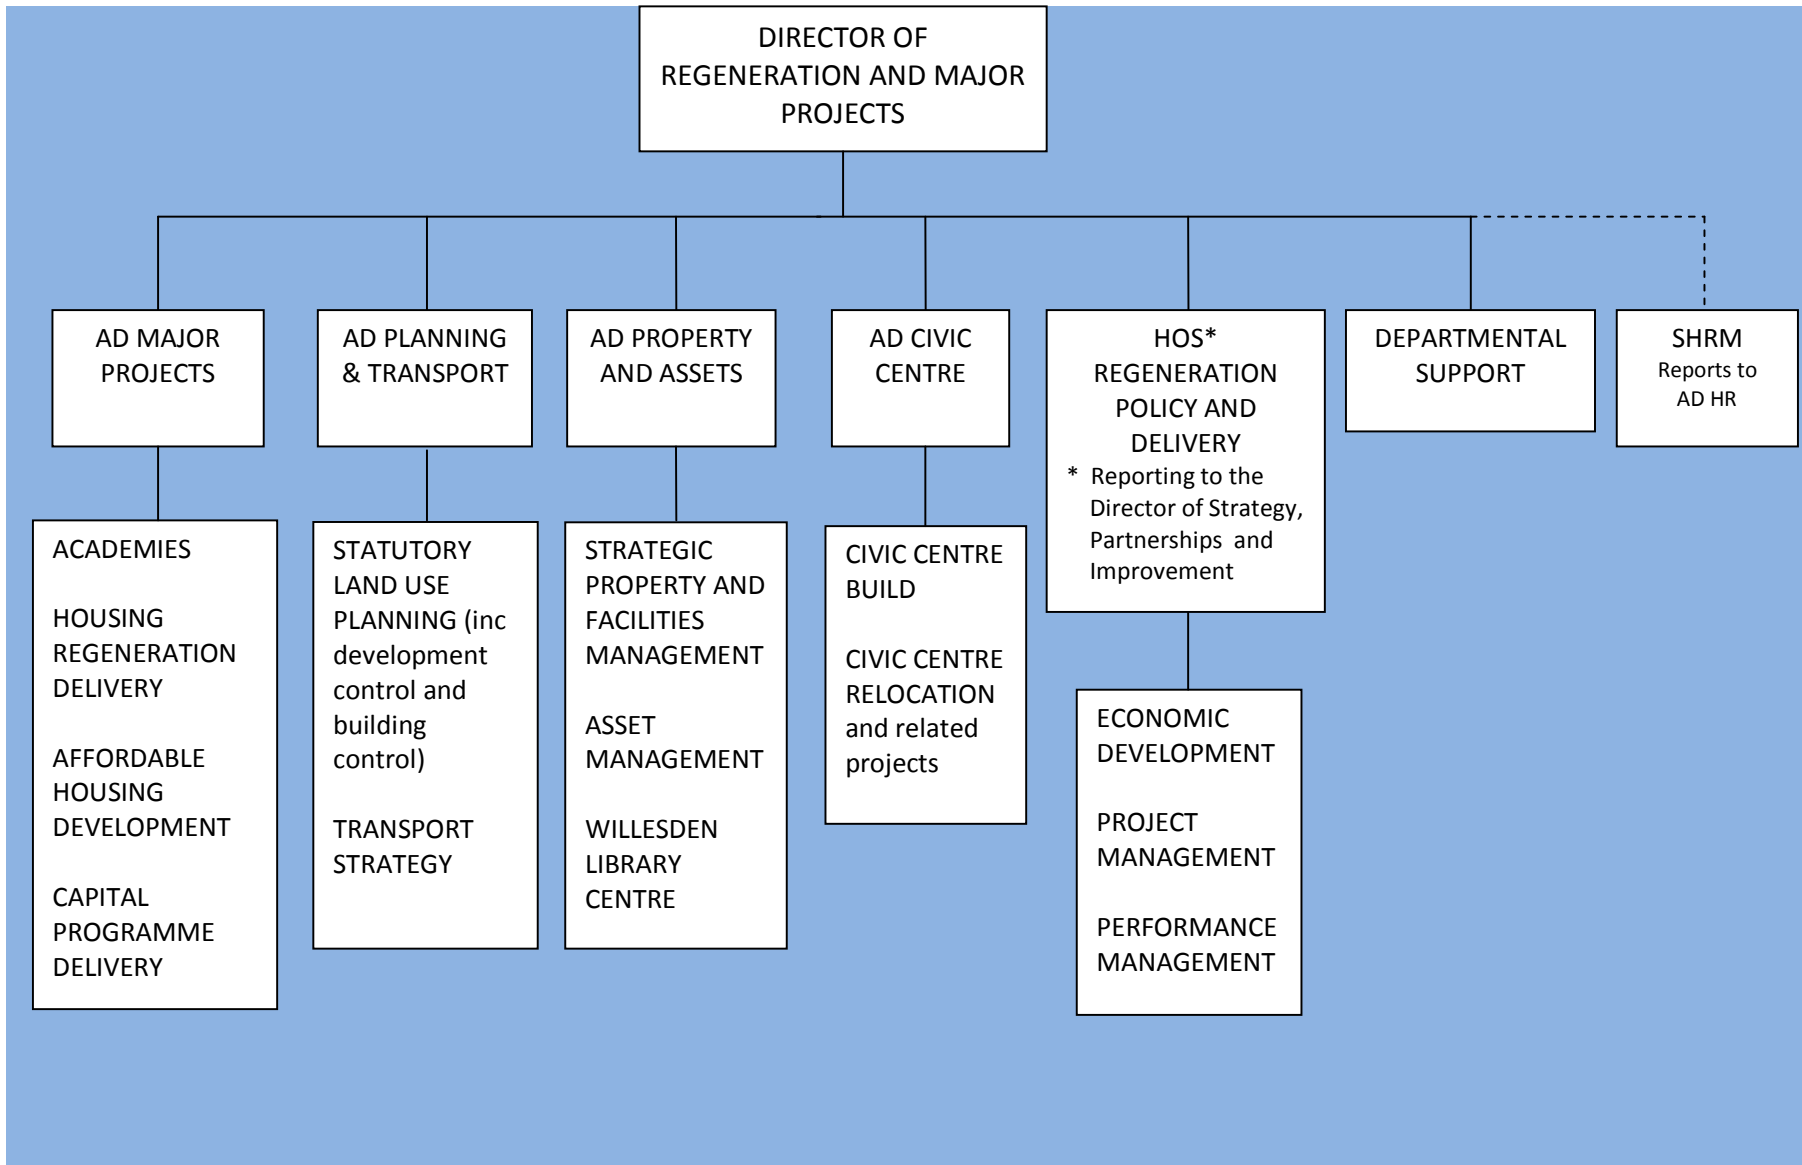 DIRECTOR OF
REGENERATION AND MAJOR
PROJECTS
AD MAJOR
PROJECTS
AD PLANNING
& TRANSPORT
AD PROPERTY
AND ASSETS
AD CIVIC
CENTRE
HOS*
REGENERATION
POLICY AND
DELIVERY
* Reporting to the
Director of Strategy,
Partnerships and
Improvement
DEPARTMENTAL
SUPPORT
SHRM
Reports to
AD HR
ACADEMIES
HOUSING
REGENERATION
DELIVERY
AFFORDABLE
HOUSING
DEVELOPMENT
CAPITAL
PROGRAMME
DELIVERY
STATUTORY
LAND USE
PLANNING (inc
development
control and
building
control)
TRANSPORT
STRATEGY
STRATEGIC
PROPERTY AND
FACILITIES
MANAGEMENT
ASSET
MANAGEMENT
WILLESDEN
LIBRARY
CENTRE
CIVIC CENTRE
BUILD
CIVIC CENTRE
RELOCATION
and related
projects
ECONOMIC
DEVELOPMENT
PROJECT
MANAGEMENT
PERFORMANCE
MANAGEMENT